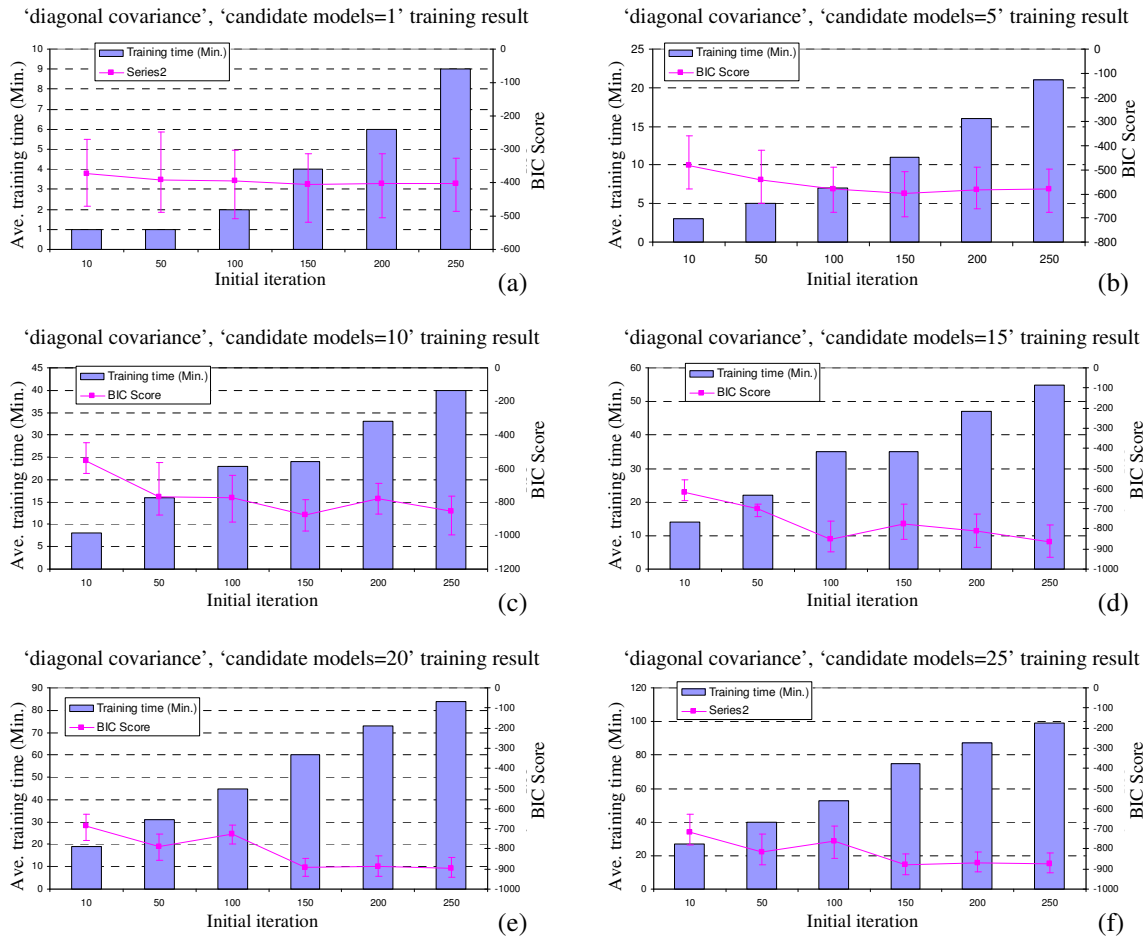 ‘diagonal covariance’, ‘candidate models=1’ training result
Ave. training time (Min.)
10
9
8
7
6
5
4
3
2
1
0
Training time (Min.)
Series2
0
-100
-200
-300
-400
-500
-600
BIC Score
10 50 100 150 200 250
Initial iteration
(a)
‘diagonal covariance’, ‘candidate models=5’ training result
Ave. training time (Min.)
25
20
15
10
5
0
Training time (Min.)
BIC Score
0
-100
-200
-300
-400
-500
-600
-700
-800
BIC Score
10 50 100 150 200 250
Initial iteration
(b)
‘diagonal covariance’, ‘candidate models=10’ training result
Ave. training time (Min.)
45
40
35
30
25
20
15
10
5
0
Training time (Min.)
BIC Score
0
-200
-400
-600
-800
-1000
-1200
BIC Score
10 50 100 150 200 250
Initial iteration
(c)
‘diagonal covariance’, ‘candidate models=15’ training result
Ave. training time (Min.)
60
50
40
30
20
10
0
Training time (Min.)
BIC Score
0
-100
-200
-300
-400
-500
-600
-700
-800
-900
-1000
BIC Score
10 50 100 150 200 250
Initial iteration
(d)
‘diagonal covariance’, ‘candidate models=20’ training result
Ave. training time (Min.)
90
80
70
60
50
40
30
20
10
0
Training time (Min.)
BIC Score
0
-100
-200
-300
-400
-500
-600
-700
-800
-900
-1000
BIC Score
10 50 100 150 200 250
Initial iteration
(e)
‘diagonal covariance’, ‘candidate models=25’ training result
Ave. training time (Min.)
120
100
80
60
40
20
0
Training time (Min.)
Series2
0
-100
-200
-300
-400
-500
-600
-700
-800
-900
-1000
BIC Score
10 50 100 150 200 250
Initial iteration
(f)